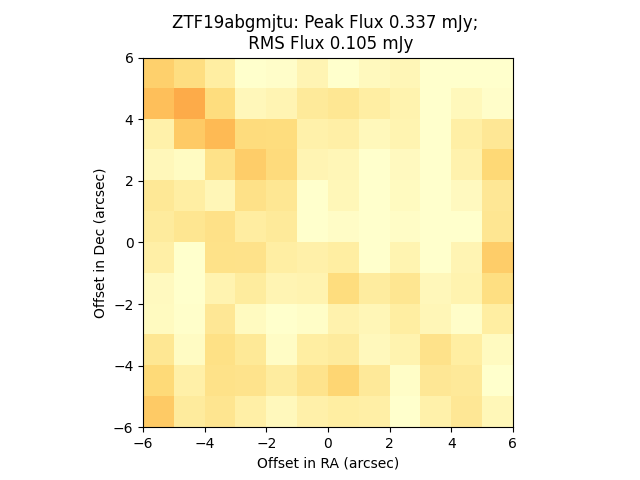 ZTF19abgmjtu: Peak Flux 0.337 mJy;
RMS Flux 0.105 mJy
6
4
2
0
−2
−4
−6
Offset in Dec (arcsec)
−6 −4 −2 0 2 4 6
Offset in RA (arcsec)